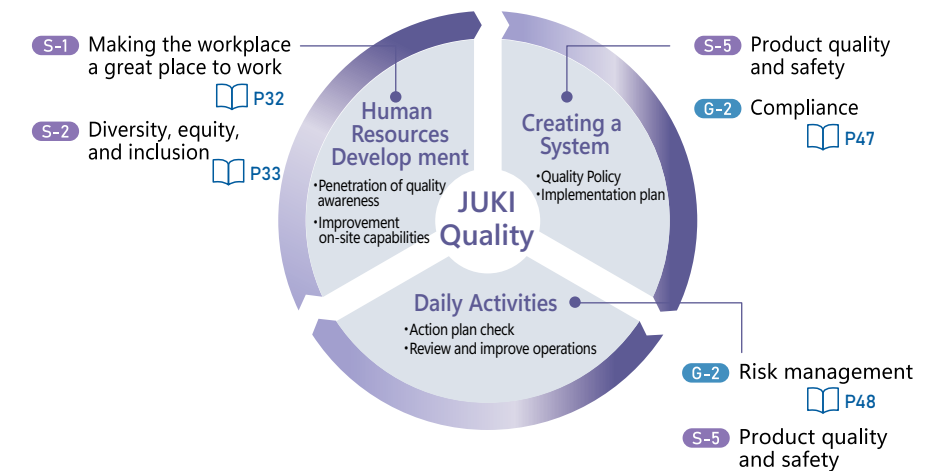 S-1 Making the workplace
a great place to work
P32
S-2 Diversity, equity,
and inclusion
P33
Human
Resources
Develop ment
・Penetration of quality
awareness
・Improvement
on-site capabilities
JUKI
Quality
Creating a
System
・Quality Policy
・Implementation plan
S-5 Product quality
and safety
G-2 Compliance
P47
Daily Activities
・Action plan check
・Review and improve operations
G-2 Risk management
P48
S-5 Product quality
and safety